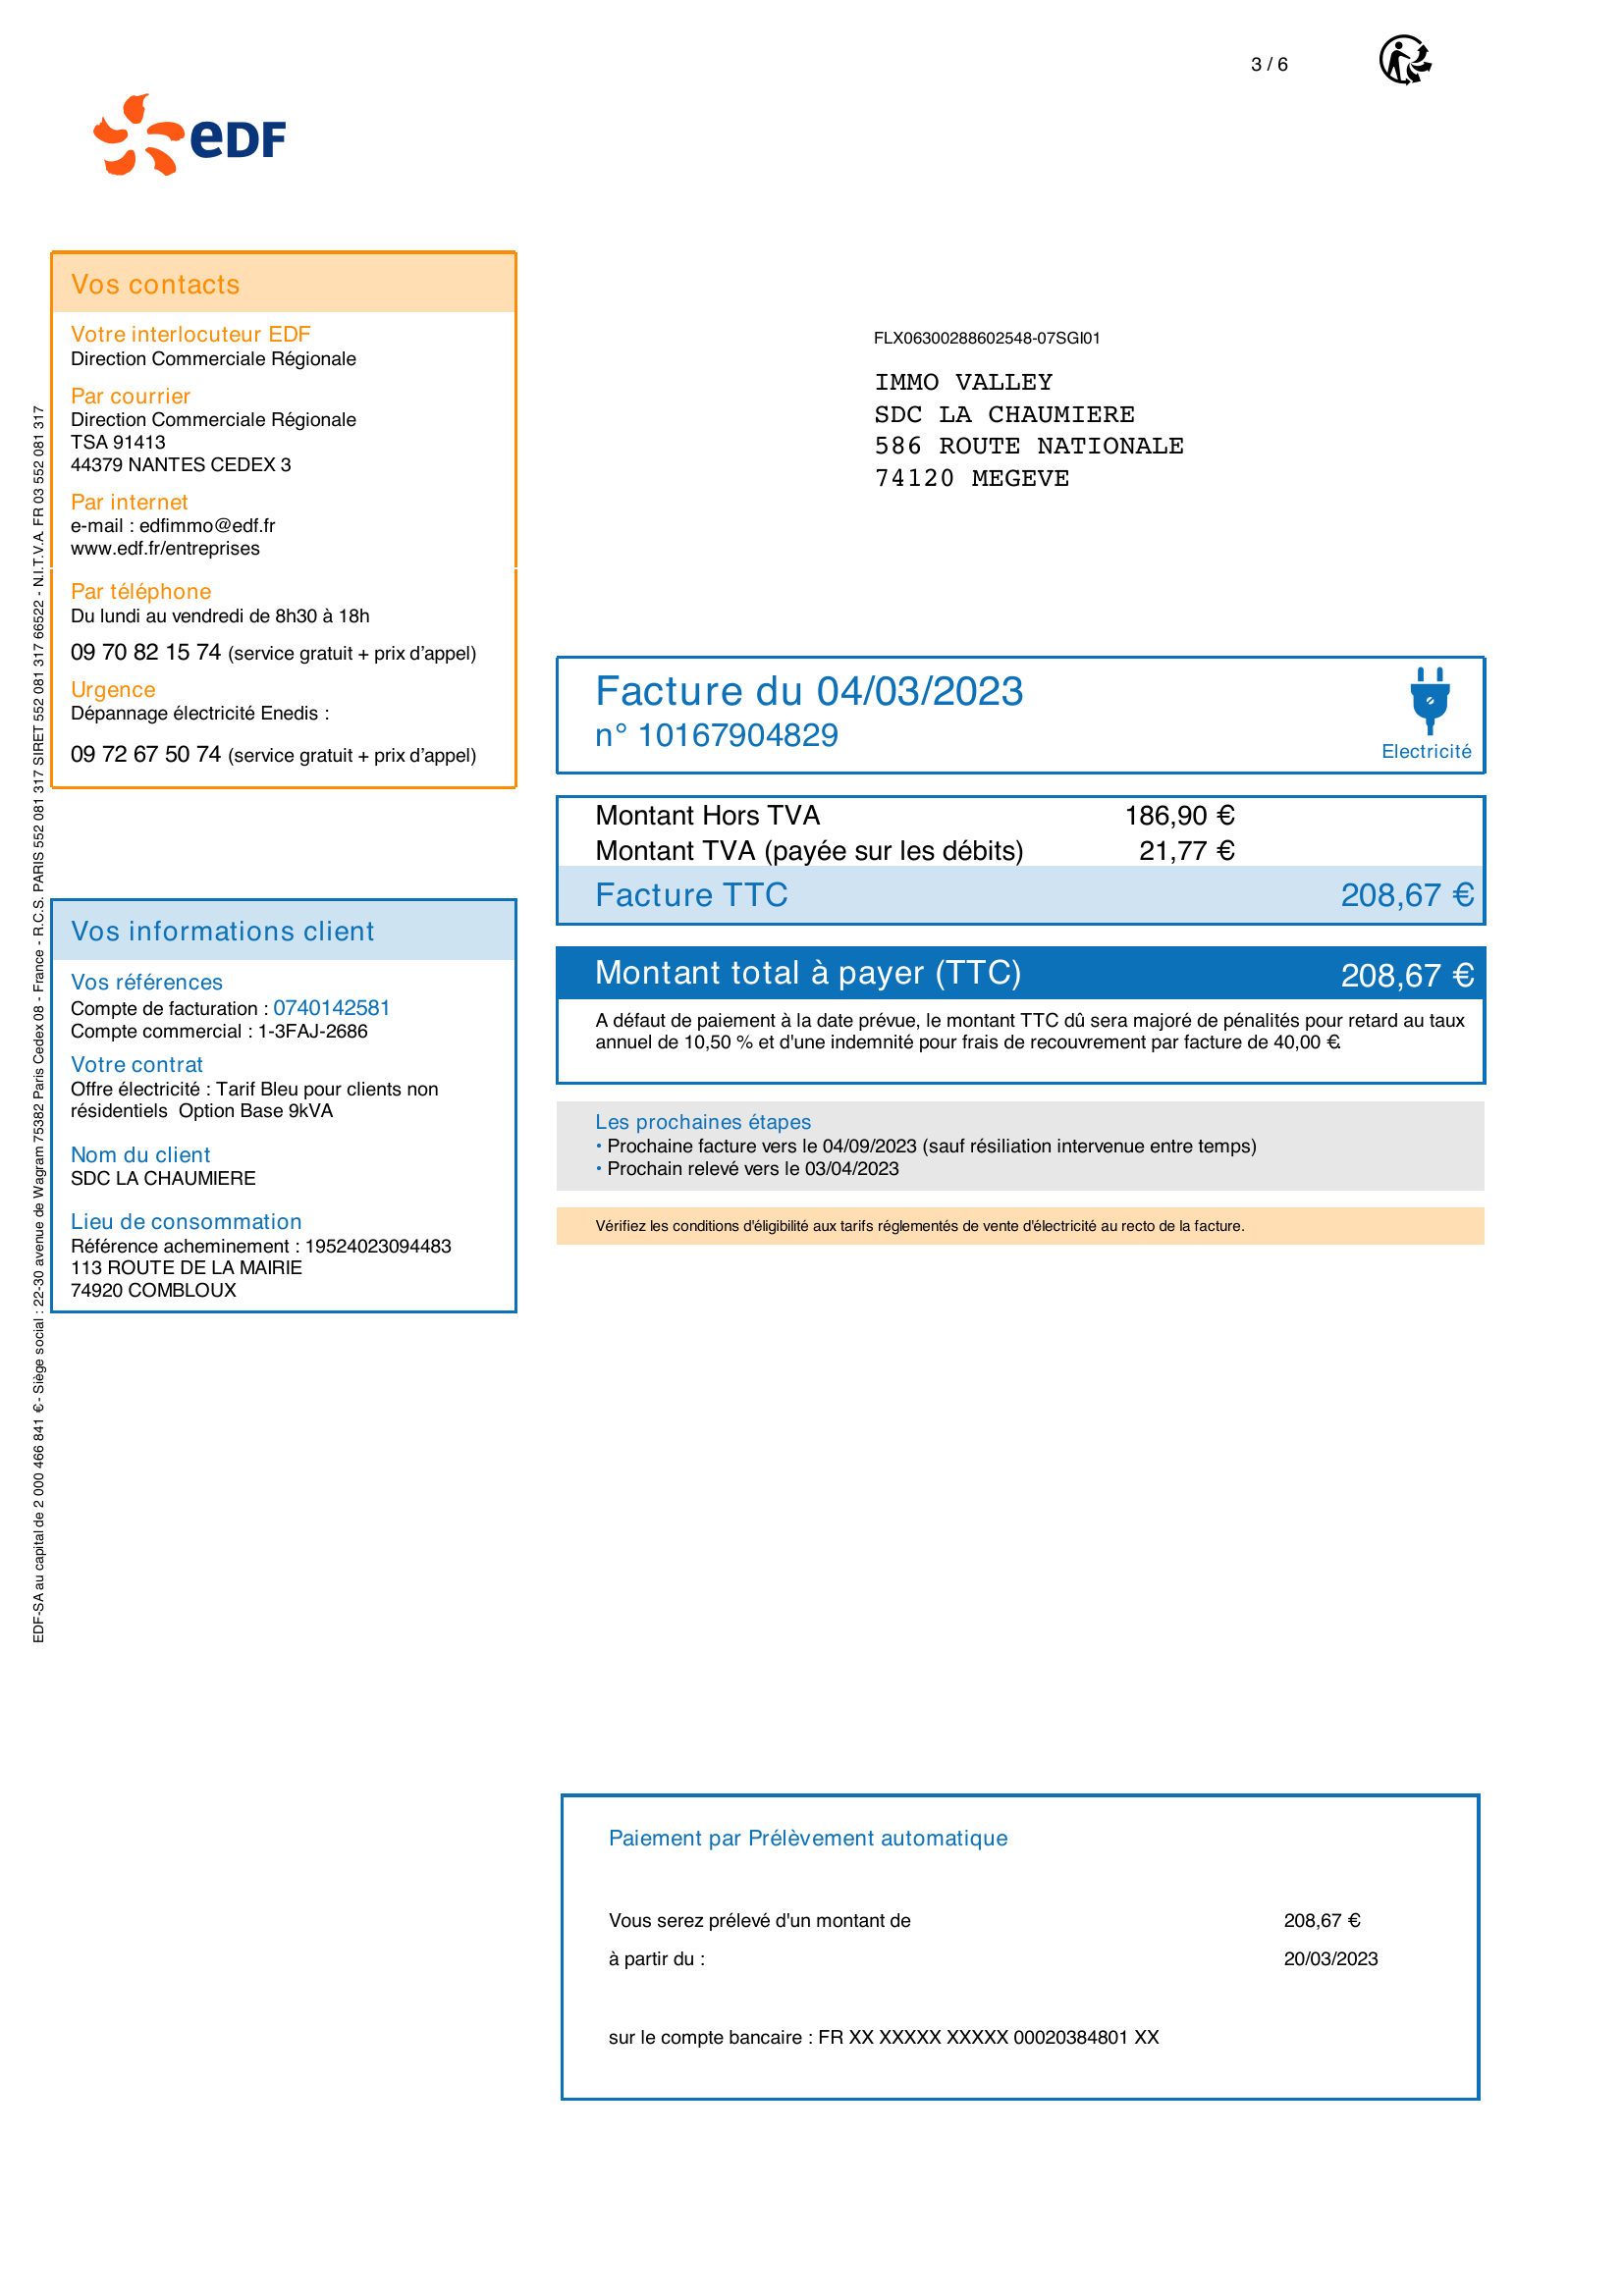 3 / 6
eDF
Vos contacts
Votre interlocuteur EDF
Direction Commerciale Régionale
Par courrier
Direction Commerciale Régionale
TSA 91413
44379 NANTES CEDEX 3
Par internet
e-mail : edfimmo@edf.fr
www.edf.fr/entreprises
Par téléphone
Du lundi au vendredi de 8h30 à 18h
09 70 82 15 74 (service gratuit + prix d'appel)
Urgence
Dépannage électricité Enedis :
09 72 67 50 74 (service gratuit + prix d'appel)
FLX06300288602548-07SGI01
IMMO VALLEY
SDC LA CHAUMIERE
586 ROUTE NATIONALE
74120 MEGEVE
Facture du 04/03/2023
n° 10167904829
Electricité
Montant Hors TVA 186,90 €
Montant TVA (payée sur les débits) 21,77 €
Facture TTC 208,67 €
Montant total à payer (TTC) 208,67 €
A défaut de paiement à la date prévue, le montant TTC dû sera majoré de pénalités pour retard au taux
annuel de 10,50 % et d'une indemnité pour frais de recouvrement par facture de 40,00 €.
Les prochaines étapes
• Prochaine facture vers le 04/09/2023 (sauf résiliation intervenue entre temps)
• Prochain relevé vers le 03/04/2023
Vérifiez les conditions d'éligibilité aux tarifs réglementés de vente d'électricité au recto de la facture.
Vos informations client
Vos références
Compte de facturation : 0740142581
Compte commercial : 1-3FAJ-2686
Votre contrat
Offre électricité : Tarif Bleu pour clients non
résidentiels Option Base 9kVA
Nom du client
SDC LA CHAUMIERE
Lieu de consommation
Référence acheminement : 19524023094483
113 ROUTE DE LA MAIRIE
74920 COMBLOUX
EDF-SA au capital de 2 000 466 841 € - Siège social : 22-30 avenue de Wagram 75382 Paris Cedex 08 - France - R.C.S. PARIS 552 081 317 SIRET 552 081 317 66522 - N.I.T.V.A. FR 03 552 081 317
Paiement par Prélèvement automatique
Vous serez prélevé d'un montant de 208,67 €
à partir du : 20/03/2023
sur le compte bancaire : FR XX XXXXX XXXXX 00020384801 XX